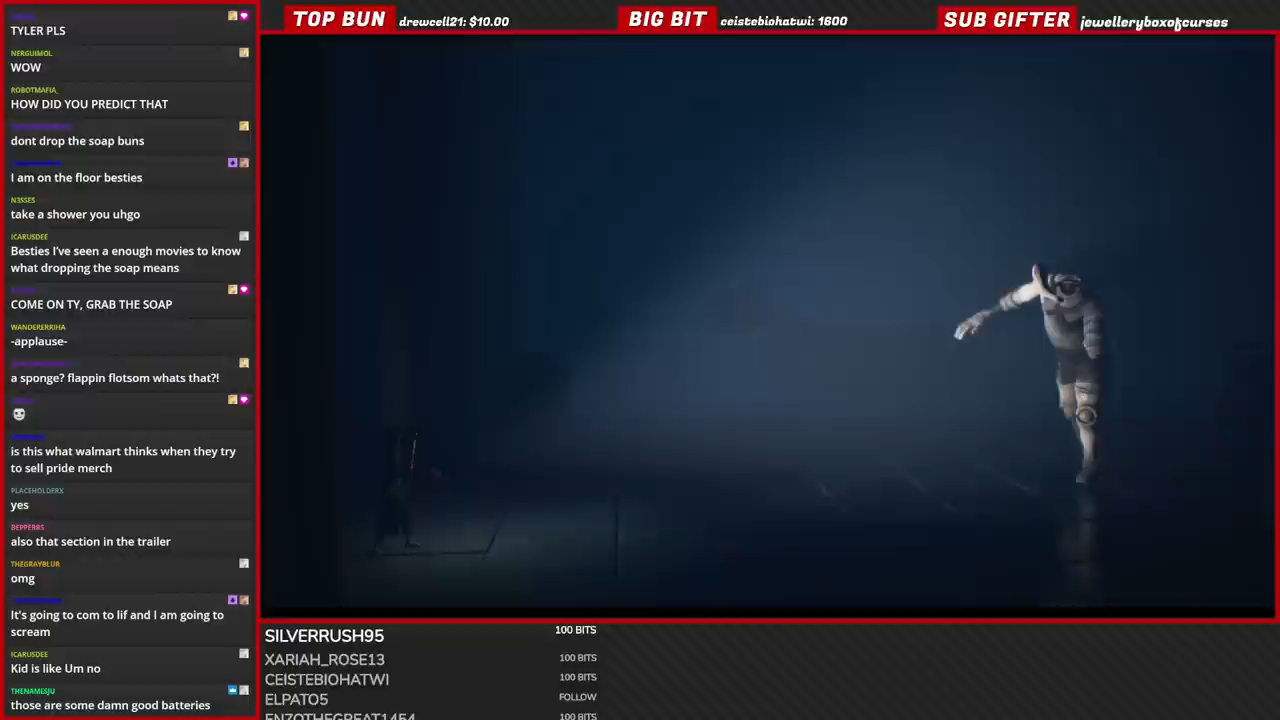 TOP BUN
drewcell21: $10.00
BIG BIT
ceistebiohatwi: 1600
SUB GIFTER
jewelleryboxofcurses
TYLER PLS
NERGUIMOL
WOW
ROBOTMAFIA_
HOW DID YOU PREDICT THAT
dont drop the soap buns
I am on the floor besties
N3SSES
take a shower you uhgo
ICARUSDEE
Besties I've seen a enough movies to know
what dropping the soap means
COME ON TY, GRAB THE SOAP
WANDERERRIHA
-applause-
a sponge? flappin flotsom whats that?!
is this what walmart thinks when they try
to sell pride merch
PLACEHOLDERX
yes
BEPPERRS
also that section in the trailer
THEGRAYBLUR
omg
It's going to com to lif and I am going to
scream
ICARUSDEE
Kid is like Um no
THENAMESJU
those are some damn good batteries
SILVERRUSH95 100 BITS
XARIAH_ROSE13 100 BITS
CEISTEBIOHATWI 100 BITS
ELPATO5 FOLLOW
ENZOTHEGREAT1454 100 BITS